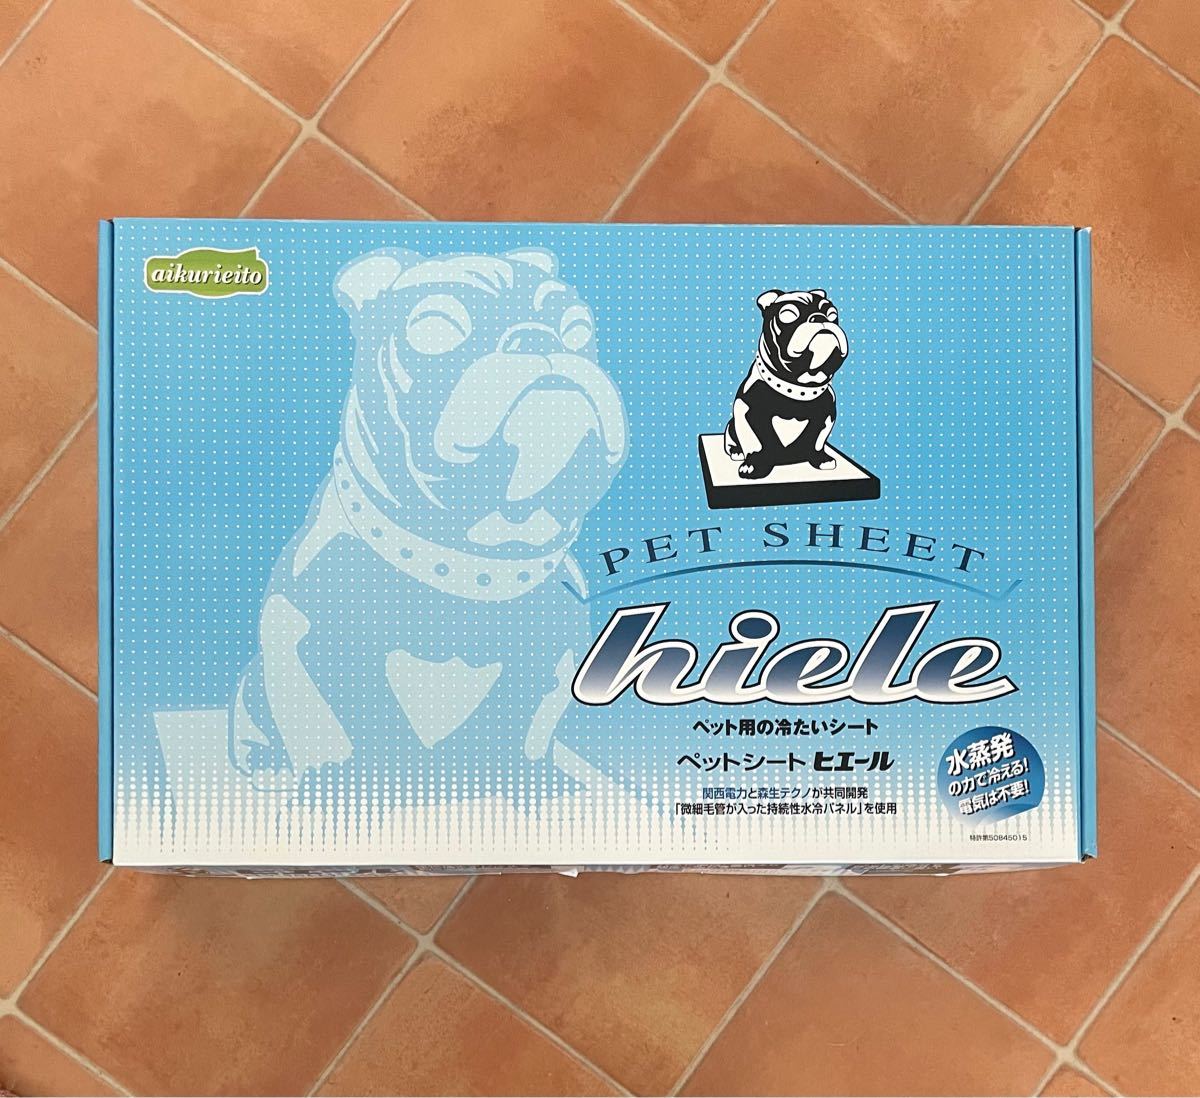 aikurieito
PET SHEET
hiele
ペット用の冷たいシート
ペットシート ヒエール
関西電力と森生テクノが共同開発
「微細毛管が入った持続性水冷パネル」を使用
水蒸発
の力で冷える!
電気は不要!
特許第50845015